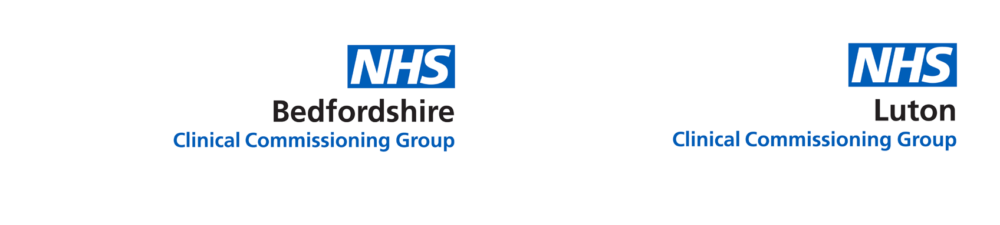 NHS
Bedfordshire
Clinical Commissioning Group
NHS
Luton
Clinical Commissioning Group